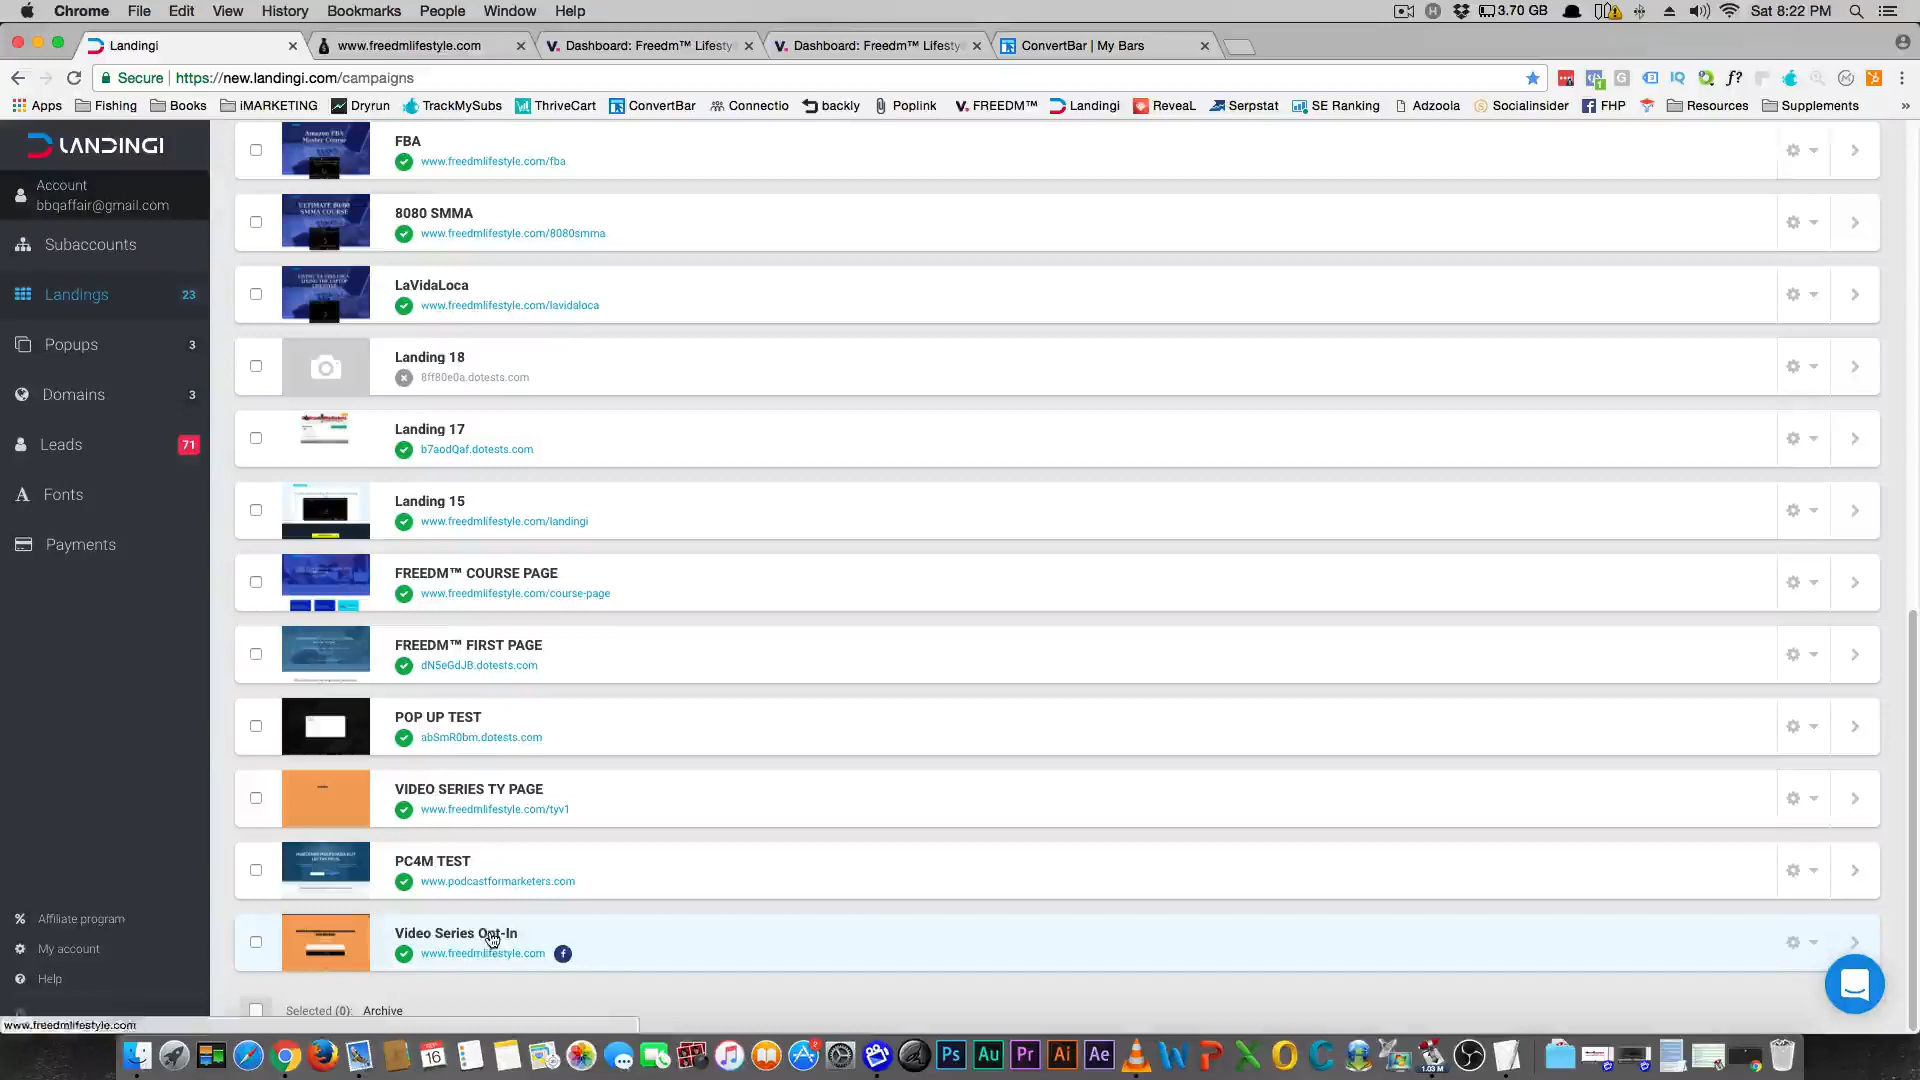 Chrome File Edit View History Bookmarks People Window Help 3.70 GB Sat 8:22 PM
Landingi www.freedmlifestyle.com Dashboard: Freedm™ Lifesty Dashboard: Freedm™ Lifesty ConvertBar | My Bars
Secure https://new.landingi.com/campaigns
Apps Fishing Books iMARKETING Dryrun TrackMySubs ThriveCart ConvertBar Connectio backly Poplink V.FREEDM™ Landingi ReveaL Serpstat SE Ranking Adzoola Socialinsider FHP Resources Supplements »
LANDINGI
Account
bbqaffair@gmail.com
Subaccounts
Landings 23
Popups 3
Domains 3
Leads 71
Fonts
Payments
Affiliate program
My account
Help
FBA
www.freedmlifestyle.com/fba
8080 SMMA
www.freedmlifestyle.com/8080smma
LaVidaLoca
www.freedmlifestyle.com/lavidaloca
Landing 18
8ff80e0a.dotests.com
Landing 17
b7aodQaf.dotests.com
Landing 15
www.freedmlifestyle.com/landingi
FREEDM™ COURSE PAGE
www.freedmlifestyle.com/course-page
FREEDM™ FIRST PAGE
dN5eGdJB.dotests.com
POP UP TEST
abSmR0bm.dotests.com
VIDEO SERIES TY PAGE
www.freedmlifestyle.com/tyv1
PC4M TEST
www.podcastformarketers.com
Video Series Opt-In
www.freedmlifestyle.com
Selected (0): Archive
www.freedmlifestyle.com